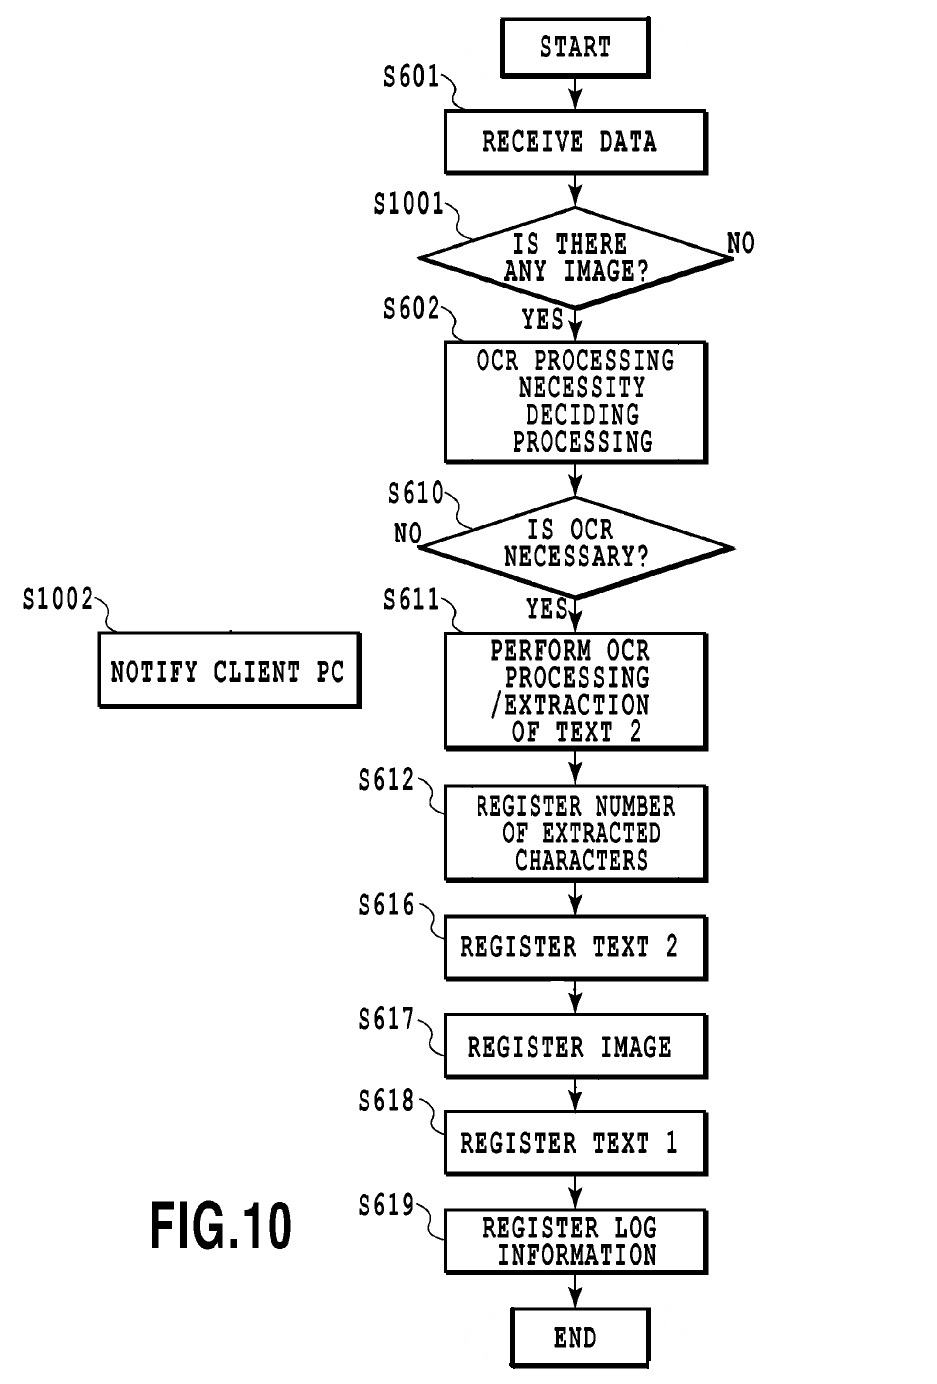 START
S601
RECEIVE DATA
S1001
IS THERE
ANY IMAGE?
NO
YES
S602
OCR PROCESSING
NECESSITY
DECIDING
PROCESSING
S610
IS OCR
NECESSARY?
NO
YES
S1002
NOTIFY CLIENT PC
S611
PERFORM OCR
PROCESSING
/EXTRACTION
OF TEXT 2
S612
REGISTER NUMBER
OF EXTRACTED
CHARACTERS
S616
REGISTER TEXT 2
S617
REGISTER IMAGE
S618
REGISTER TEXT 1
S619
REGISTER LOG
INFORMATION
END
FIG.10